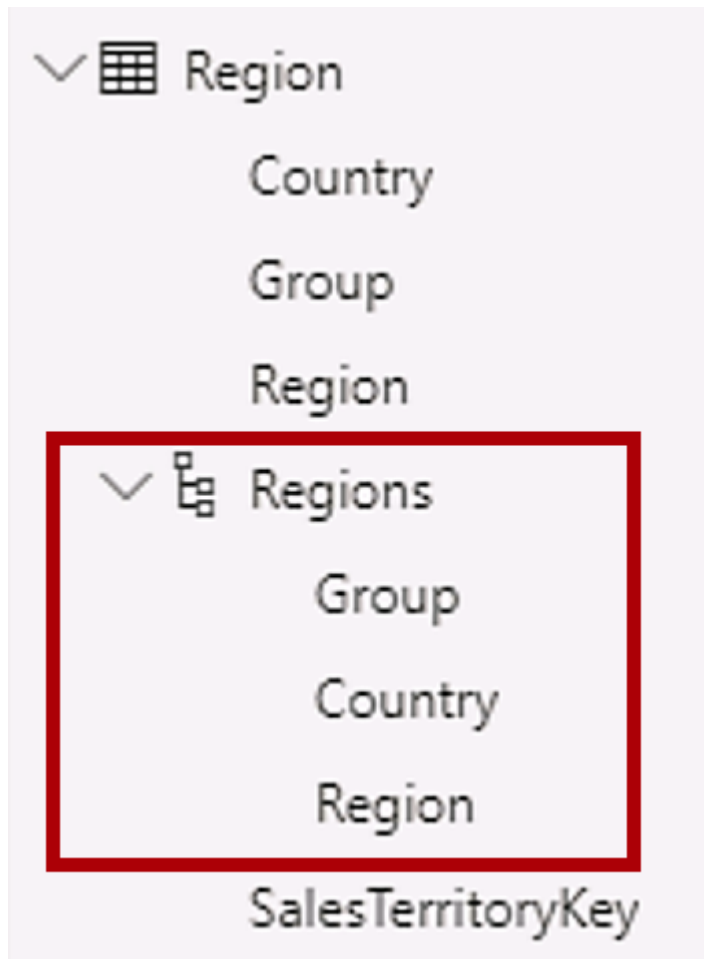 Region
Country
Group
Region
Regions
Group
Country
Region
SalesTerritoryKey